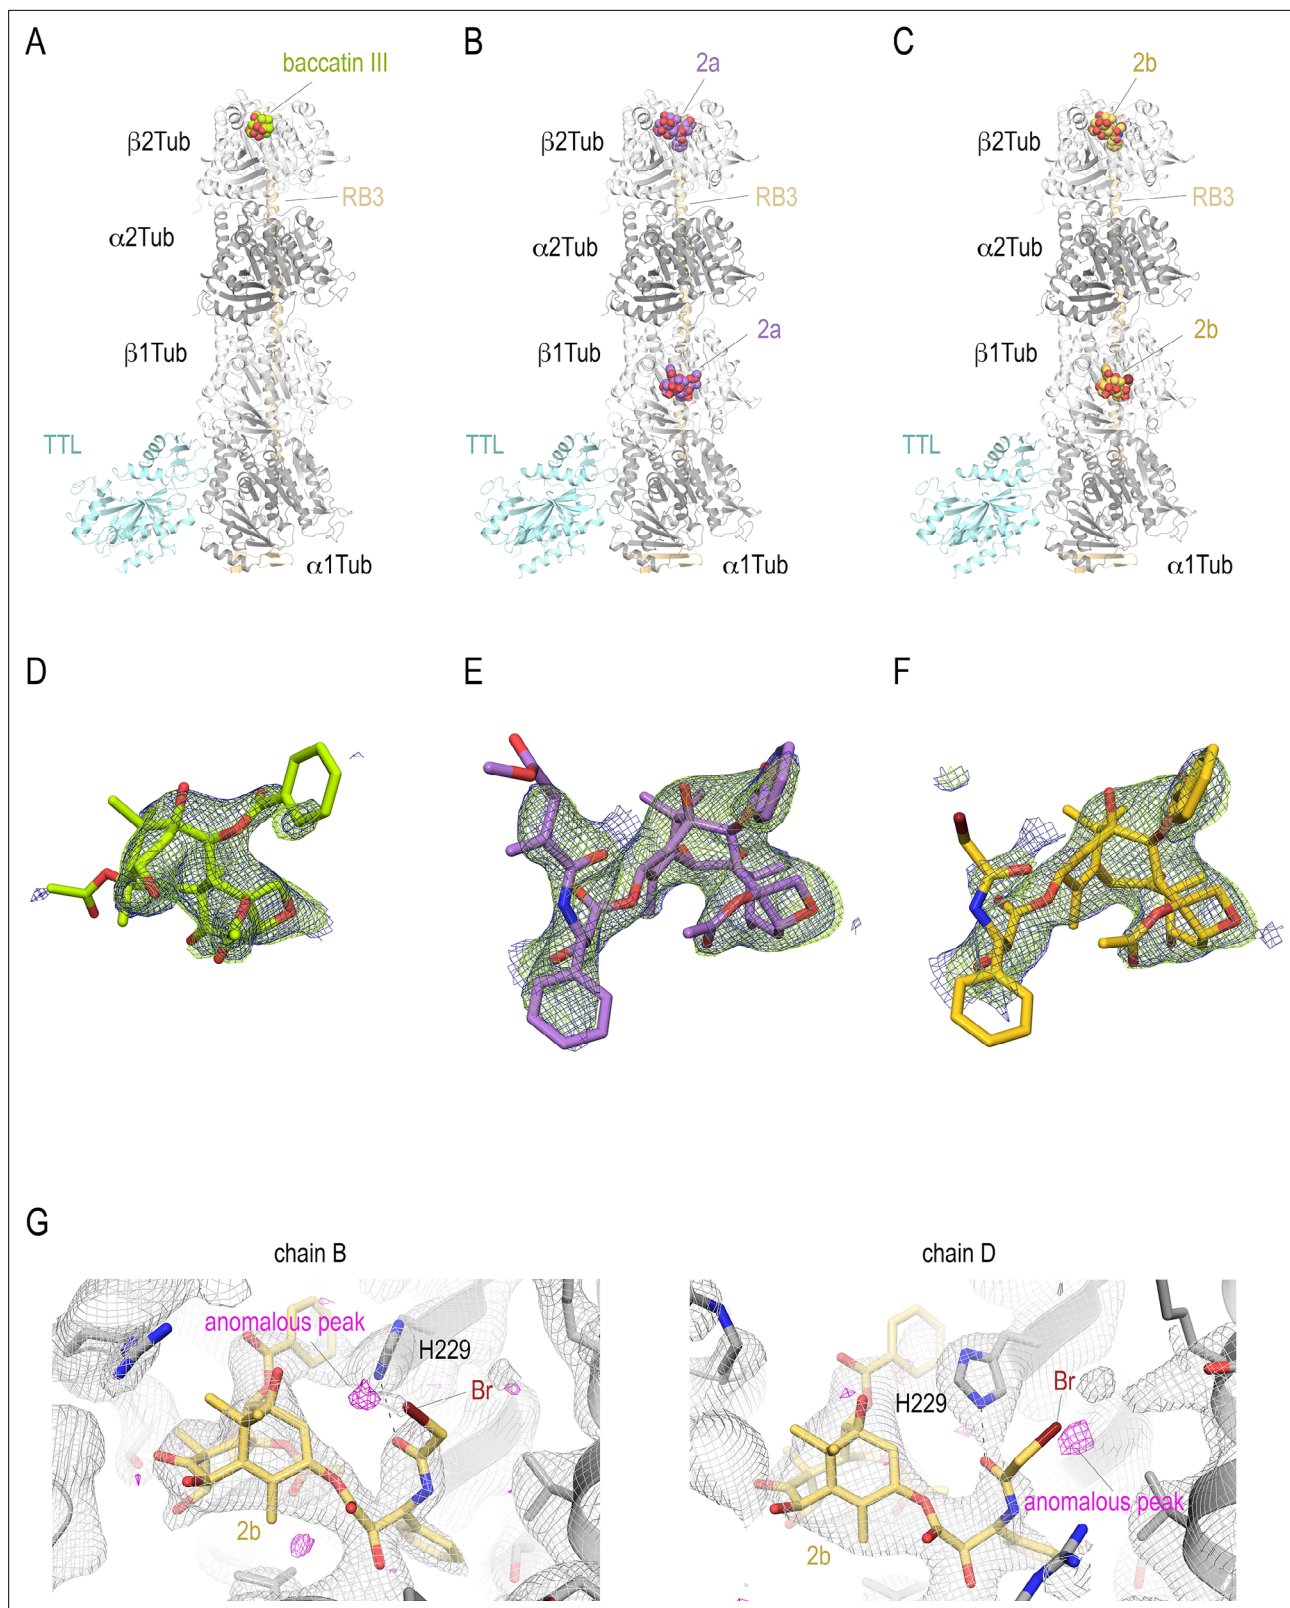 A
B
C
baccatin III
2a
2b
β2Tub
β2Tub
β2Tub
RB3
RB3
RB3
α2Tub
α2Tub
α2Tub
2a
2b
β1Tub
β1Tub
β1Tub
TTL
TTL
TTL
α1Tub
α1Tub
α1Tub
D
E
F
G
chain B
chain D
anomalous peak
H229
Br
2b
Br
H229
anomalous peak
2b